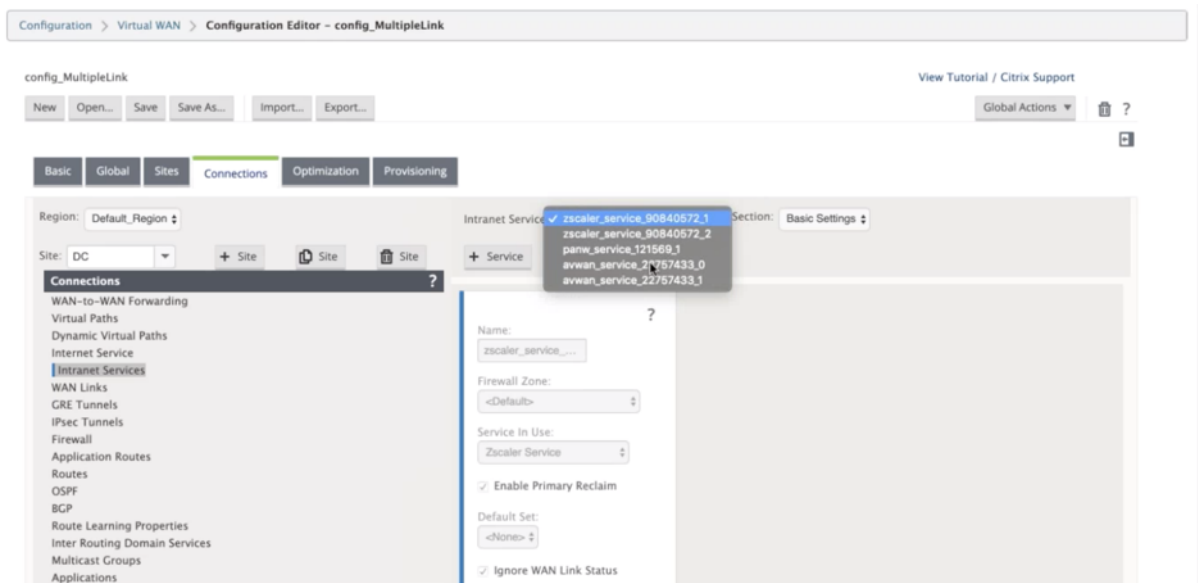 Configuration > Virtual WAN > Configuration Editor – config_MultipleLink
config_MultipleLink
View Tutorial / Citrix Support
New Open... Save Save As... Import... Export... Global Actions ?
Basic Global Sites Connections Optimization Provisioning
Region: Default_Region
Intranet Service
Section: Basic Settings
zscaler_service_90840572_1
zscaler_service_90840572_2
panw_service_121569_1
avwan_service_22757433_0
avwan_service_22757433_1
Site: DC + Site Site Site
+ Service
Connections ?
WAN-to-WAN Forwarding
Virtual Paths
Dynamic Virtual Paths
Internet Service
Intranet Services
WAN Links
GRE Tunnels
IPsec Tunnels
Firewall
Application Routes
Routes
OSPF
BGP
Route Learning Properties
Inter Routing Domain Services
Multicast Groups
Applications
?
Name:
zscaler_service_...
Firewall Zone:
<Default>
Service In Use:
Zscaler Service
Enable Primary Reclaim
Default Set:
<None>
Ignore WAN Link Status